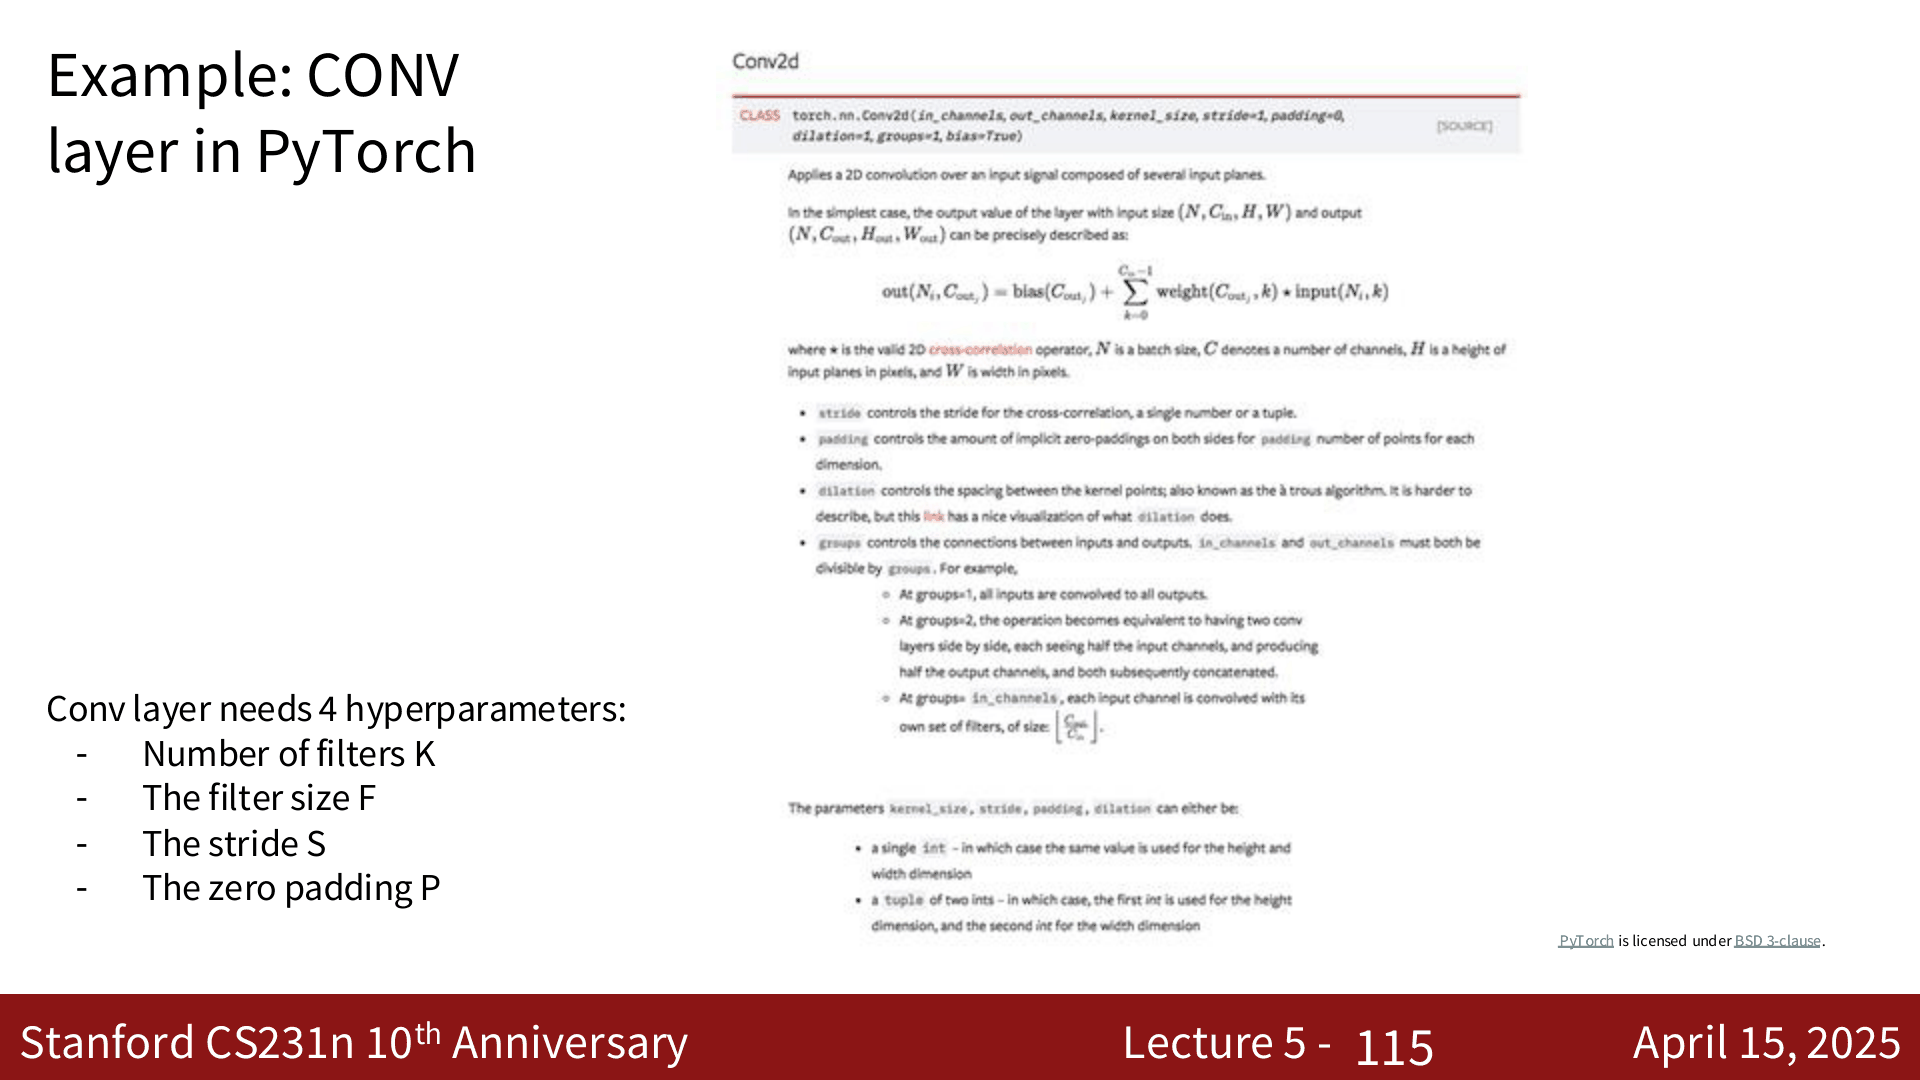 Example: CONV
layer in PyTorch
Conv layer needs 4 hyperparameters:
- Number of filters K
- The filter size F
- The stride S
- The zero padding P
Conv2d
CLASS torch.nn.Conv2d(in_channels, out_channels, kernel_size, stride=1, padding=0,
dilation=1, groups=1, bias=True)
[SOURCE]
Applies a 2D convolution over an input signal composed of several input planes.
In the simplest case, the output value of the layer with input size (N, C_in, H, W) and output
(N, C_out, H_out, W_out) can be precisely described as:
out(N_i, C_out_j) = bias(C_out_j) + ∑_{k=0}^{C_in−1} weight(C_out_j, k) ⋆ input(N_i, k)
where ⋆ is the valid 2D cross-correlation operator, N is a batch size, C denotes a number of channels, H is a height of
input planes in pixels, and W is width in pixels.
• stride controls the stride for the cross-correlation, a single number or a tuple.
• padding controls the amount of implicit zero-paddings on both sides for padding number of points for each
dimension.
• dilation controls the spacing between the kernel points; also known as the à trous algorithm. It is harder to
describe, but this link has a nice visualization of what dilation does.
• groups controls the connections between inputs and outputs. in_channels and out_channels must both be
divisible by groups. For example,
○ At groups=1, all inputs are convolved to all outputs.
○ At groups=2, the operation becomes equivalent to having two conv
layers side by side, each seeing half the input channels, and producing
half the output channels, and both subsequently concatenated.
○ At groups= in_channels, each input channel is convolved with its
own set of filters, of size: ⌊C_out/C_in⌋.
The parameters kernel_size, stride, padding, dilation can either be:
• a single int – in which case the same value is used for the height and
width dimension
• a tuple of two ints – in which case, the first int is used for the height
dimension, and the second int for the width dimension
PyTorch is licensed under BSD 3-clause.
Stanford CS231n 10th Anniversary
Lecture 5 - 115
April 15, 2025